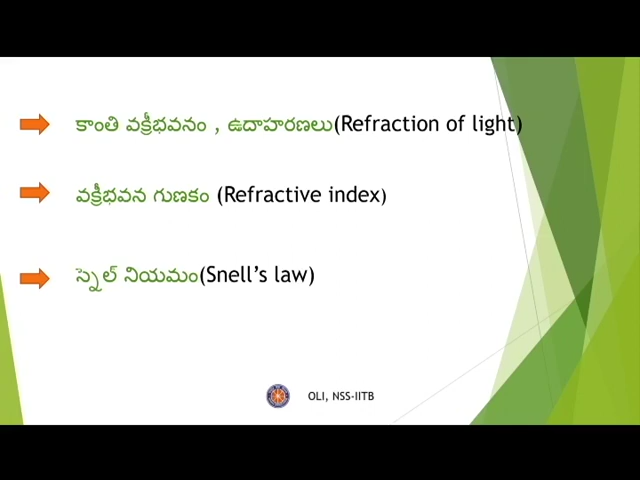 కాంతి వక్రీభవనం , ఉదాహరణలు(Refraction of light)
వక్రీభవన గుణకం (Refractive index)
స్నెల్ నియమం(Snell’s law)
OLI, NSS-IITB